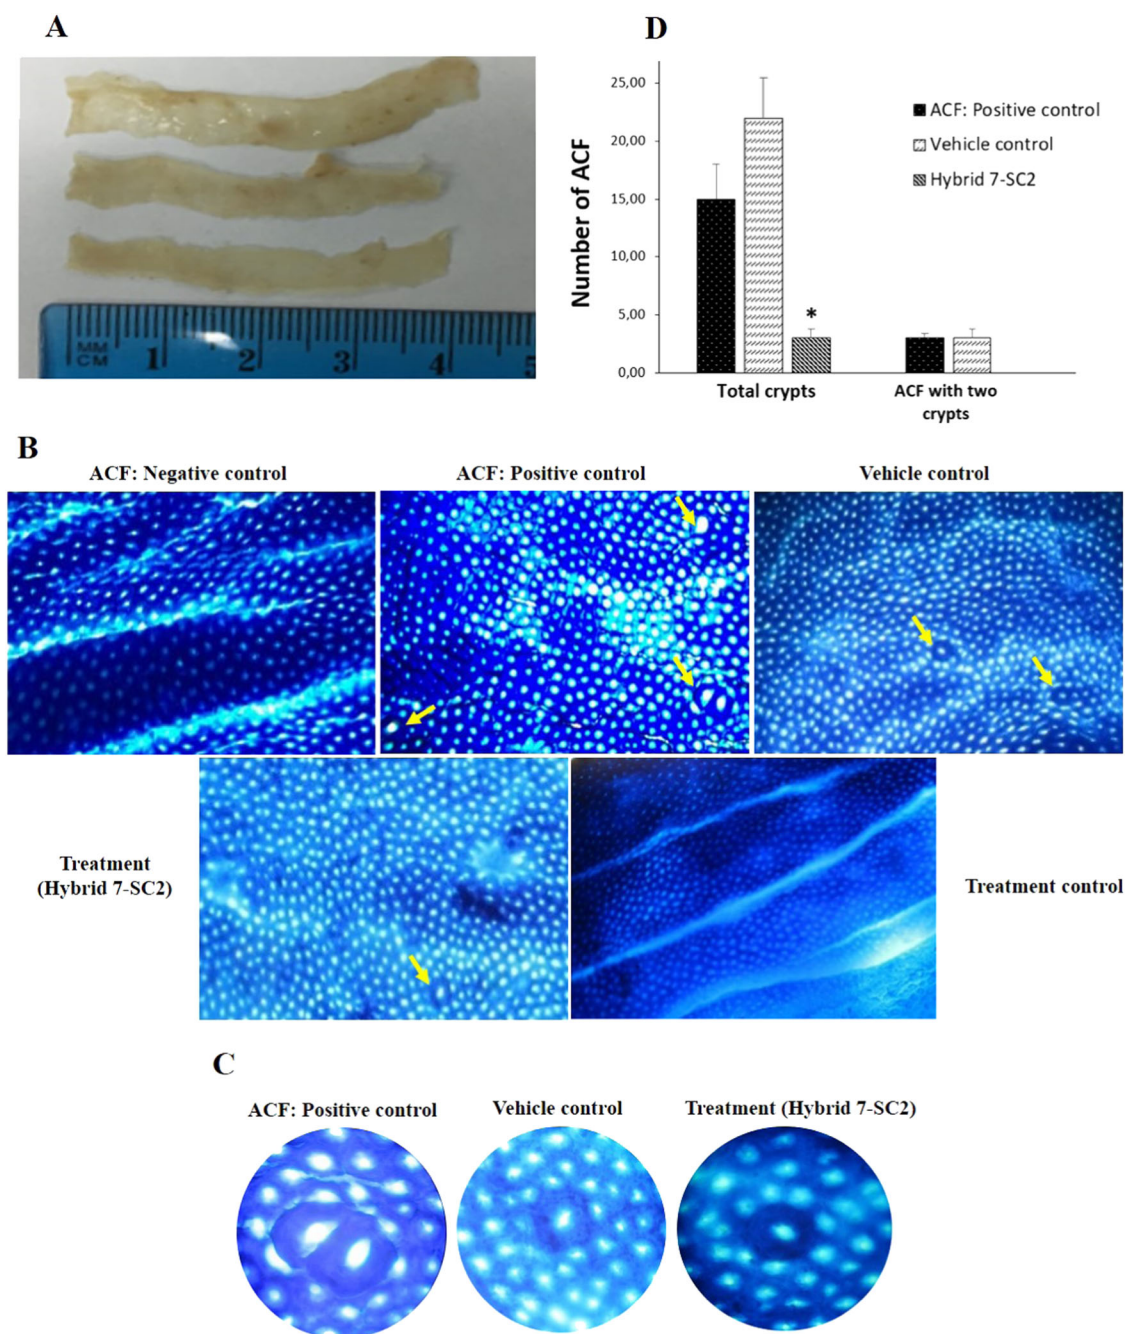 A
MM
CM
1
2
3
4
5
D
Number of ACF
25,00
20,00
15,00
10,00
5,00
0,00
*
Total crypts
ACF with two
crypts
ACF: Positive control
Vehicle control
Hybrid 7-SC2
B
ACF: Negative control
ACF: Positive control
Vehicle control
Treatment
(Hybrid 7-SC2)
Treatment control
C
ACF: Positive control
Vehicle control
Treatment (Hybrid 7-SC2)